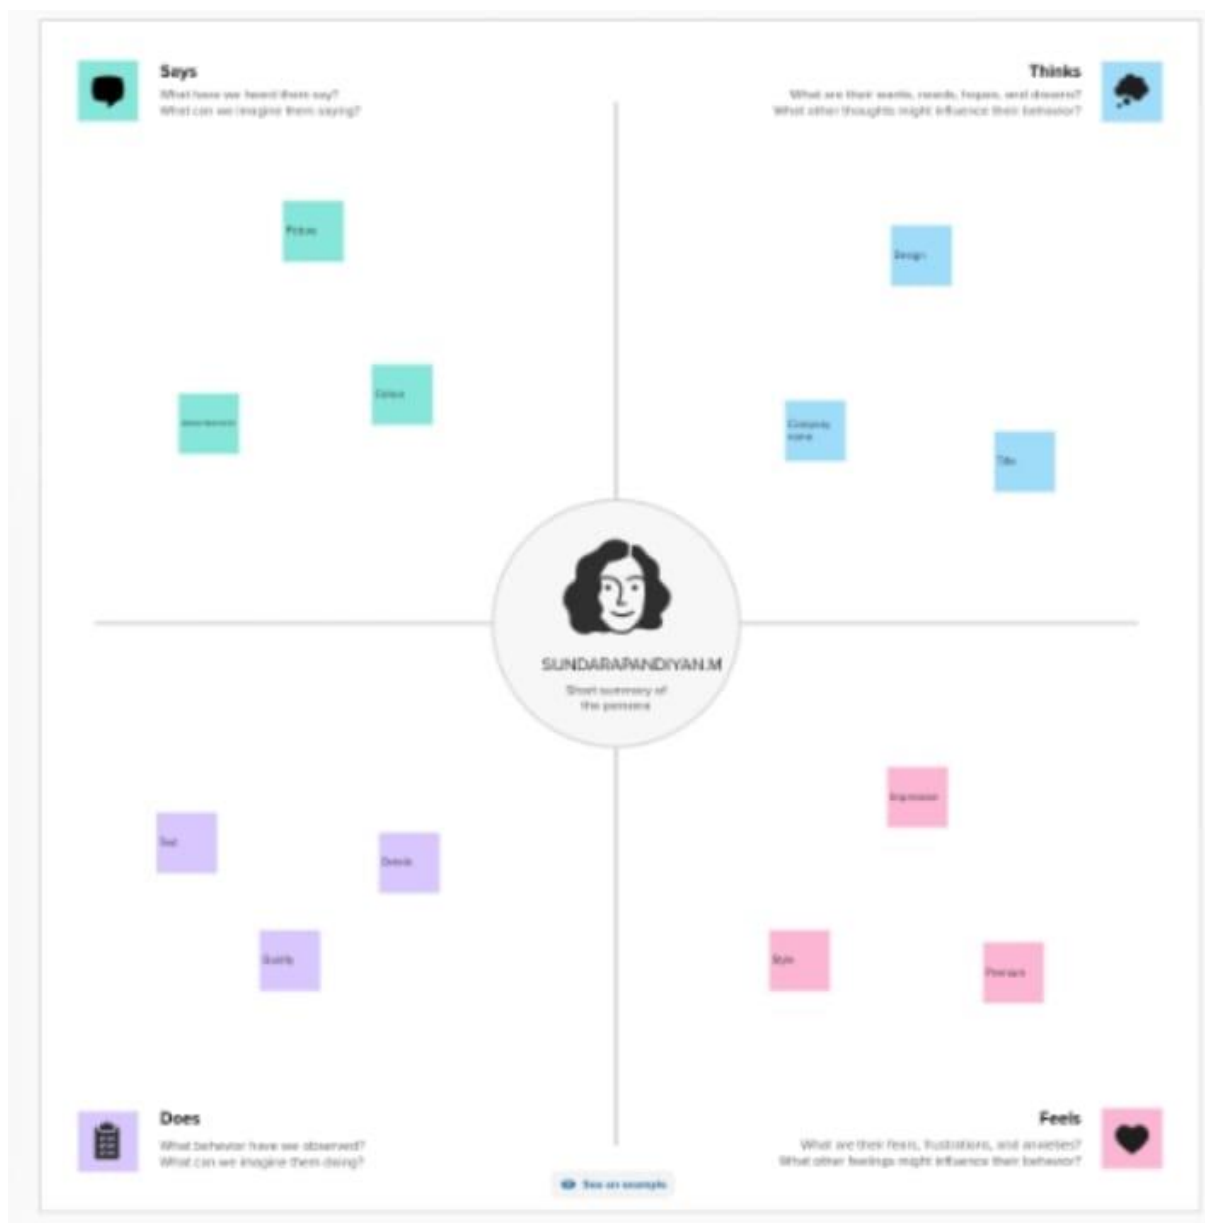 Says
What have we heard them say?
What can we imagine them saying?
Thinks
What are their wants, needs, hopes, and dreams?
What other thoughts might influence their behavior?
Design
Company
name
Title
SUNDARAPANDIYAN.M
Short summary of
the persona
Details
Quality
Style
Premium
Does
What behavior have we observed?
What can we imagine them doing?
Feels
What are their fears, frustrations, and anxieties?
What other feelings might influence their behavior?
See an example